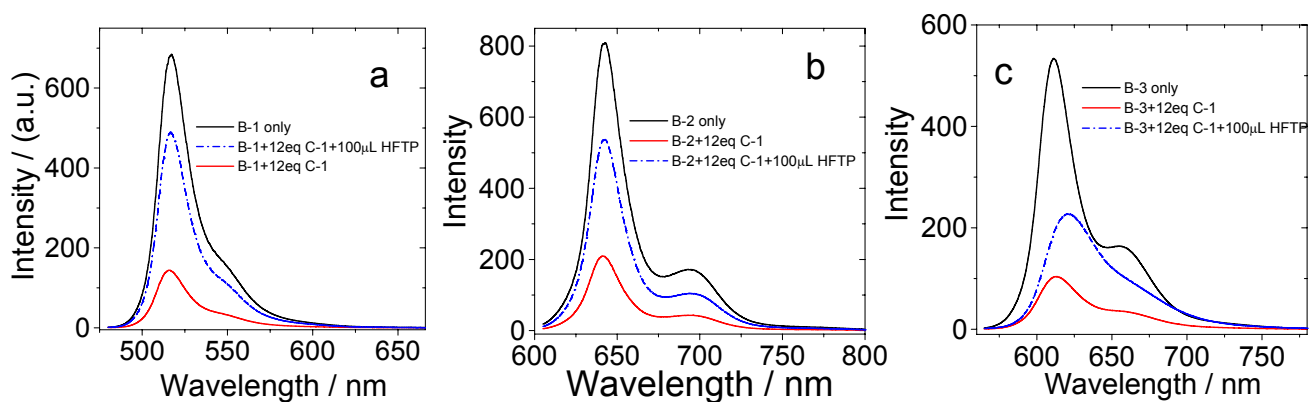 a
Intensity / (a.u.)
600
400
200
0
B-1 only
B-1+12eq C-1+100μL HFTP
B-1+12eq C-1
500 550 600 650
Wavelength / nm
b
Intensity
800
600
400
200
0
B-2 only
B-2+12eq C-1
B-2+12eq C-1+100μL HFTP
600 650 700 750 800
Wavelength / nm
c
Intensity
600
400
200
0
B-3 only
B-3+12eq C-1
B-3+12eq C-1+100μL HFTP
600 650 700 750
Wavelength / nm